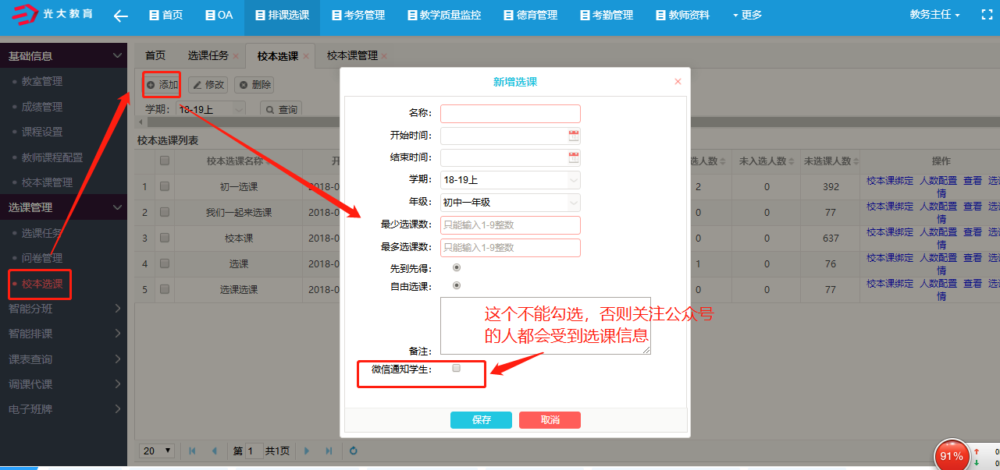 光大教育
首页 OA 排课选课 考务管理 教学质量监控 德育管理 考勤管理 教师资料 更多 教务主任
基础信息
教室管理
成绩管理
课程设置
教师课程配置
校本课管理
选课管理
选课任务
问卷管理
校本选课
智能分班
智能排课
课表查询
调课代课
电子班牌
首页 选课任务 × 校本选课 × 校本课管理 ×
添加 修改 删除
学期: 18-19上 查询
校本选课列表
校本选课名称 开 选人数 未入选人数 未选课人数 操作
1 初一选课 2018-0 2 0 392 校本课绑定 人数配置 查看 选
情
2 我们一起来选课 2018-0 0 0 77 校本课绑定 人数配置 查看 选
情
3 校本课 2018-0 0 0 637 校本课绑定 人数配置 查看 选
情
4 选课 2018-0 1 0 76 校本课绑定 人数配置 查看 选
情
5 选课选课 2018-0 0 0 77 校本课绑定 人数配置 查看 选
情
20 第 1 共1页
新增选课 ×
名称:
开始时间:
结束时间:
学期: 18-19上
年级: 初中一年级
最少选课数: 只能输入1-9整数
最多选课数: 只能输入1-9整数
先到先得:
自由选课:
这个不能勾选，否则关注公众号
的人都会受到选课信息
备注:
微信通知学生:
保存 取消
91%